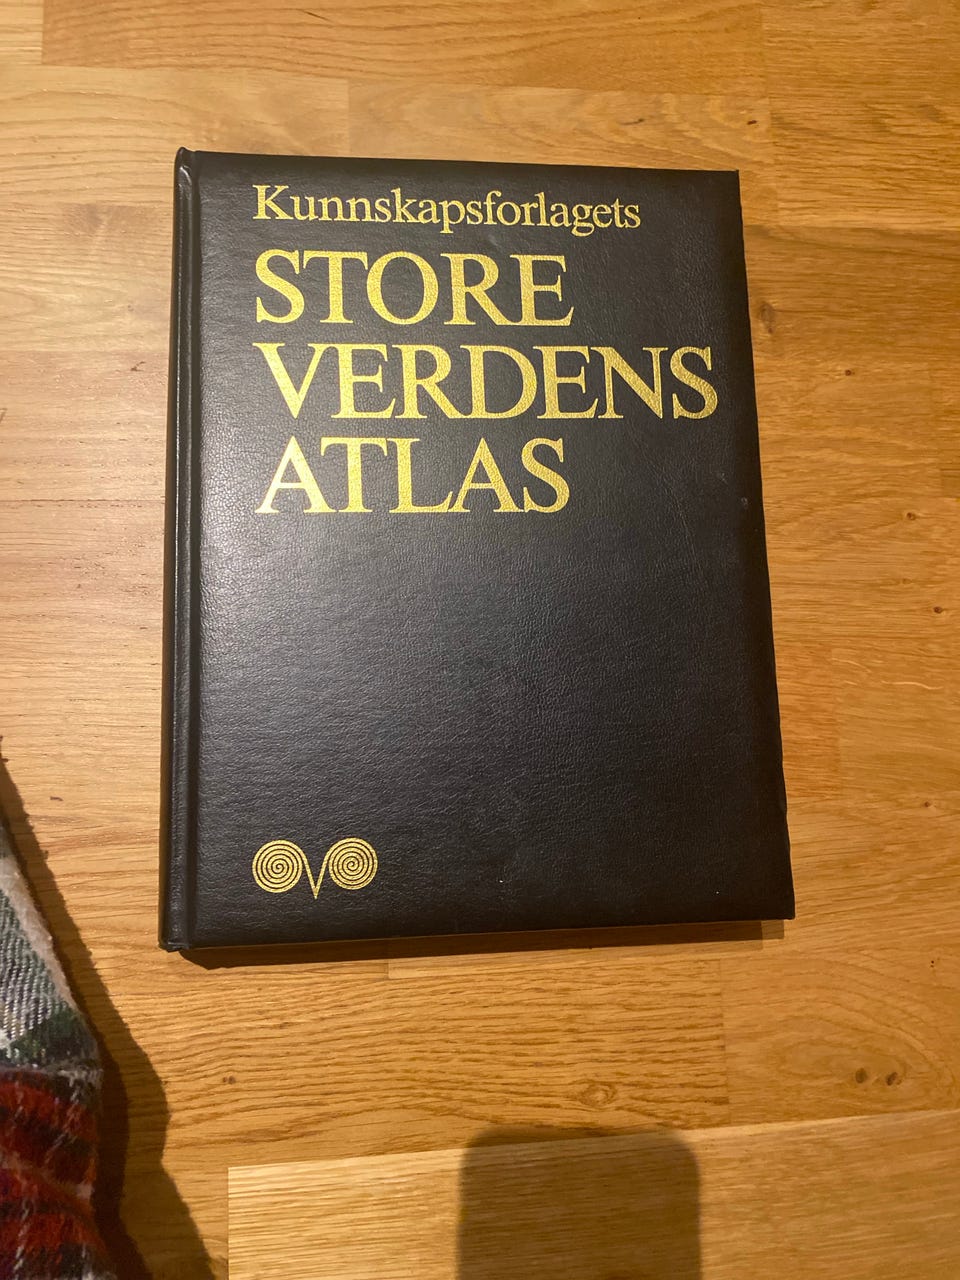 Kunnskapsforlagets
STORE
VERDENS
ATLAS